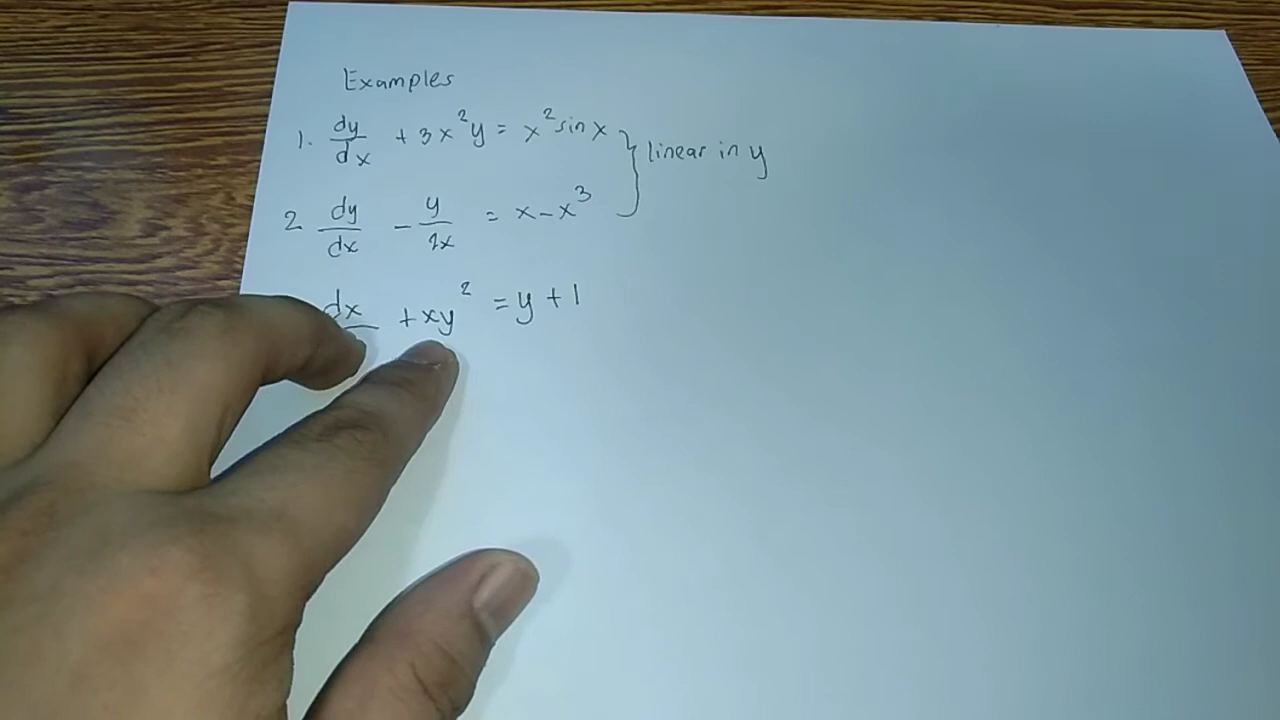 Examples
1. dy/dx + 3x²y = x² sin x } linear in y
2 dy/dx - y/2x = x - x³
dx + xy² = y + 1